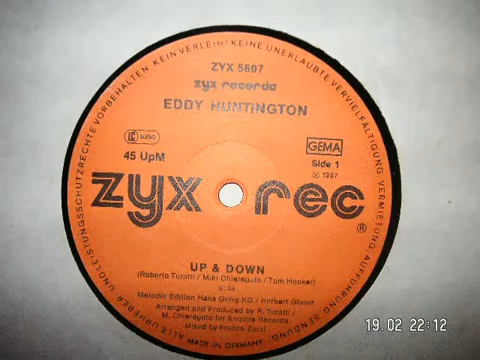 ALLE URHEBER- UND LEISTUNGSSCHUTZRECHTE VORBEHALTEN KEIN VERLEIH! KEINE UNERLAUBTE VERVIELFÄLTIGUNG, VERMIETUNG, AUFFÜHRUNG, SENDUNG!
ZYX 5607
zyx records
EDDY HUNTINGTON
LC
GEMA
45 UpM
Side 1
Ⓟ 1987
zyx rec ®
UP & DOWN
(Roberto Turatti / Miki Chieregato / Tom Hooker)
Melodin Edition Hans Gerig KG / Herbert Glaser
Arranged and Produced by R. Turatti /
M. Chieregato for Enquire Records
Mixed by Franco Zorzi
MADE IN GERMANY
19.02 22:12